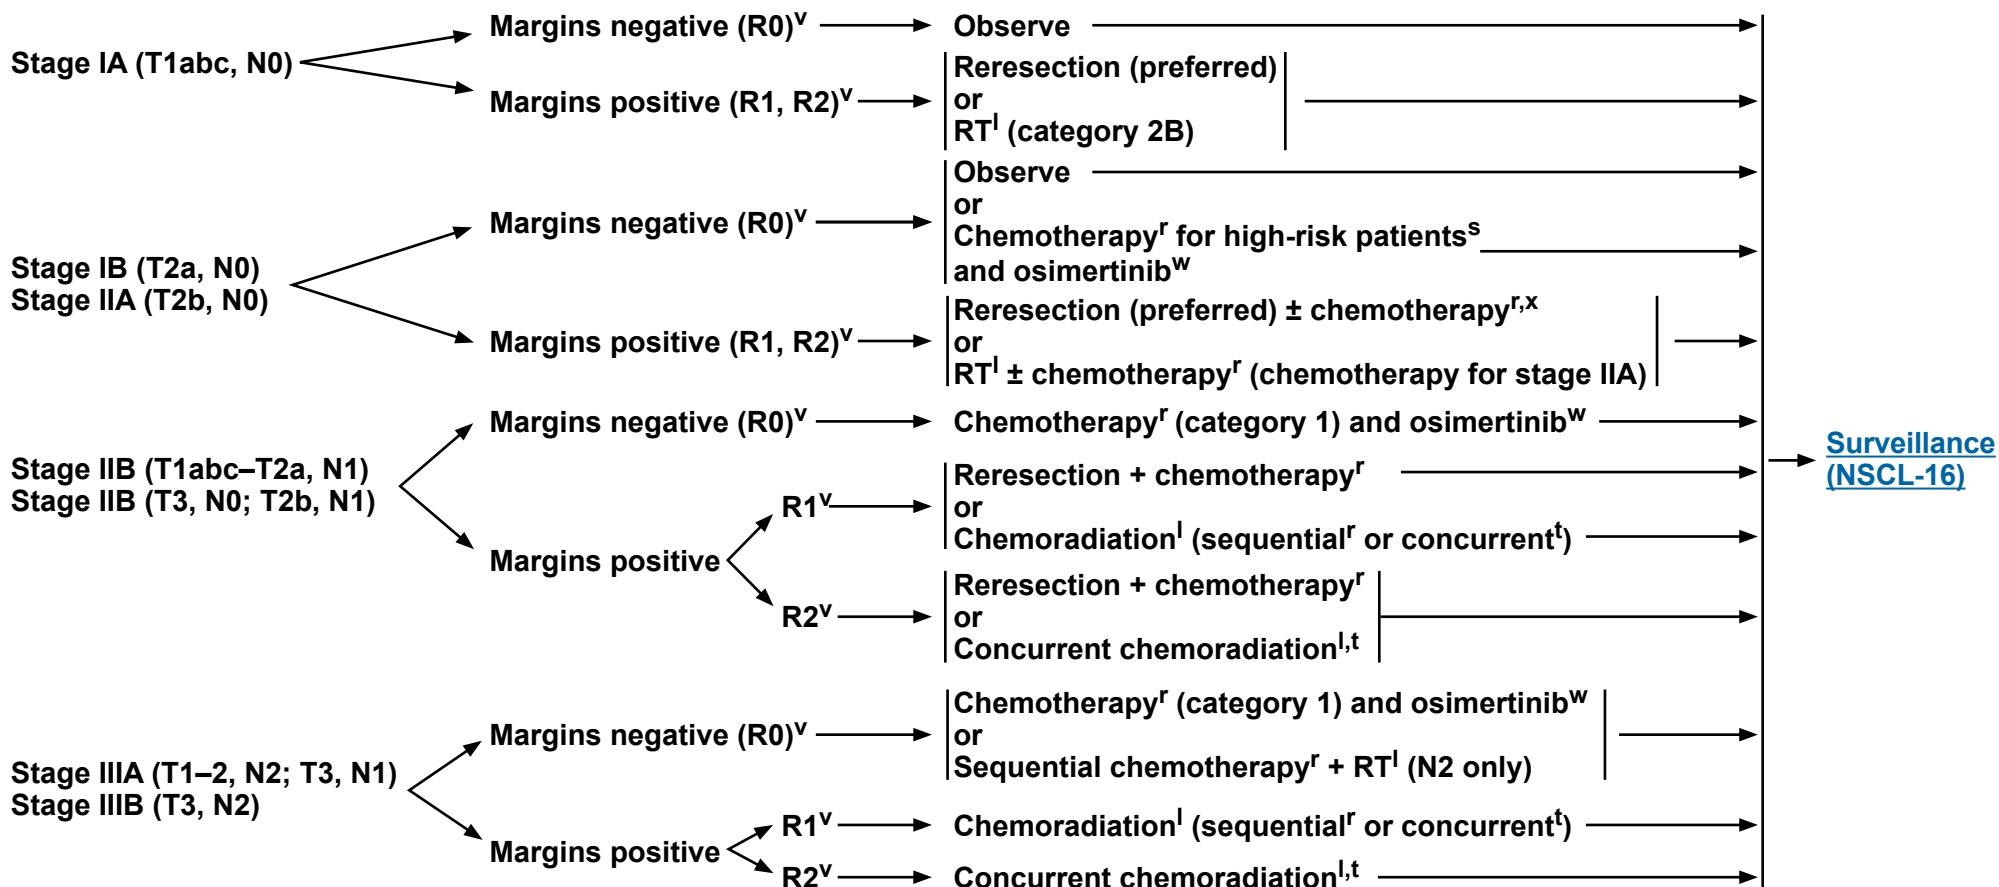 Stage IA (T1abc, N0)
Margins negative (R0)v
Observe
Margins positive (R1, R2)v
Reresection (preferred)
or
RTl (category 2B)
Stage IB (T2a, N0)
Stage IIA (T2b, N0)
Margins negative (R0)v
Observe
or
Chemotherapyr for high-risk patientss
and osimertinibw
Margins positive (R1, R2)v
Reresection (preferred) ± chemotherapyr,x
or
RTl ± chemotherapyr (chemotherapy for stage IIA)
Stage IIB (T1abc–T2a, N1)
Stage IIB (T3, N0; T2b, N1)
Margins negative (R0)v
Chemotherapyr (category 1) and osimertinibw
Margins positive
R1v
Reresection + chemotherapyr
or
Chemoradiationl (sequentialr or concurrentt)
R2v
Reresection + chemotherapyr
or
Concurrent chemoradiationl,t
Stage IIIA (T1–2, N2; T3, N1)
Stage IIIB (T3, N2)
Margins negative (R0)v
Chemotherapyr (category 1) and osimertinibw
or
Sequential chemotherapyr + RTl (N2 only)
Margins positive
R1v
Chemoradiationl (sequentialr or concurrentt)
R2v
Concurrent chemoradiationl,t
Surveillance
(NSCL-16)